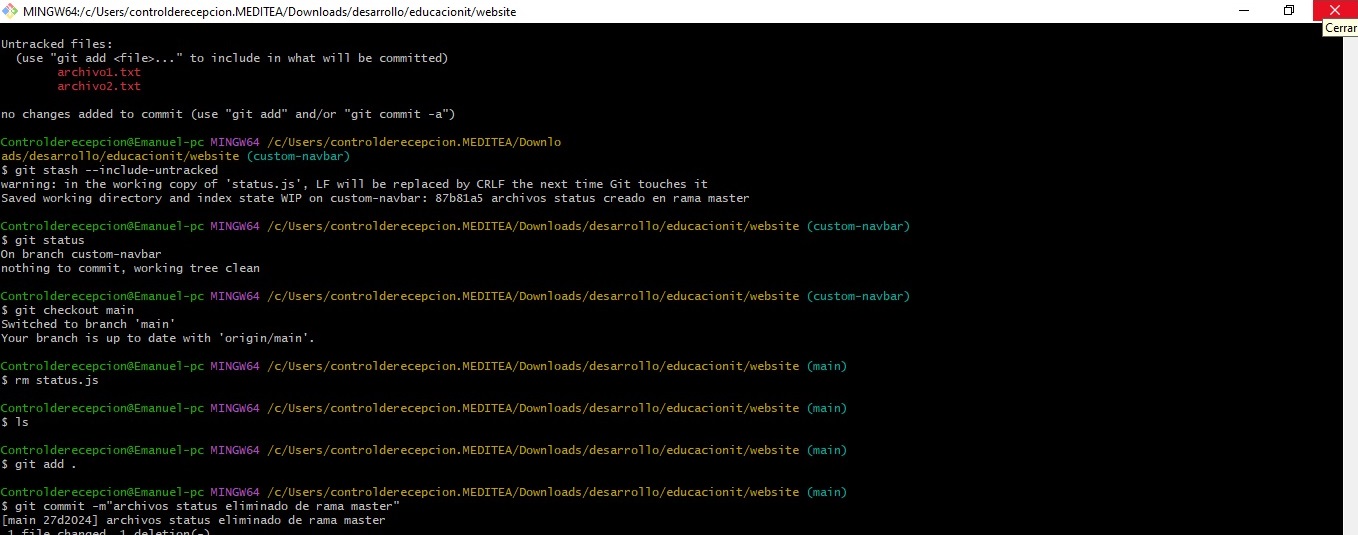 MINGW64:/c/Users/controlderecepcion.MEDITEA/Downloads/desarrollo/educacionit/website
Cerrar
Untracked files:
  (use "git add <file>..." to include in what will be committed)
        archivo1.txt
        archivo2.txt
no changes added to commit (use "git add" and/or "git commit -a")
Controlderecepcion@Emanuel-pc MINGW64 /c/Users/controlderecepcion.MEDITEA/Downlo
ads/desarrollo/educacionit/website (custom-navbar)
$ git stash --include-untracked
warning: in the working copy of 'status.js', LF will be replaced by CRLF the next time Git touches it
Saved working directory and index state WIP on custom-navbar: 87b81a5 archivos status creado en rama master
Controlderecepcion@Emanuel-pc MINGW64 /c/Users/controlderecepcion.MEDITEA/Downloads/desarrollo/educacionit/website (custom-navbar)
$ git status
On branch custom-navbar
nothing to commit, working tree clean
Controlderecepcion@Emanuel-pc MINGW64 /c/Users/controlderecepcion.MEDITEA/Downloads/desarrollo/educacionit/website (custom-navbar)
$ git checkout main
Switched to branch 'main'
Your branch is up to date with 'origin/main'.
Controlderecepcion@Emanuel-pc MINGW64 /c/Users/controlderecepcion.MEDITEA/Downloads/desarrollo/educacionit/website (main)
$ rm status.js
Controlderecepcion@Emanuel-pc MINGW64 /c/Users/controlderecepcion.MEDITEA/Downloads/desarrollo/educacionit/website (main)
$ ls
Controlderecepcion@Emanuel-pc MINGW64 /c/Users/controlderecepcion.MEDITEA/Downloads/desarrollo/educacionit/website (main)
$ git add .
Controlderecepcion@Emanuel-pc MINGW64 /c/Users/controlderecepcion.MEDITEA/Downloads/desarrollo/educacionit/website (main)
$ git commit -m"archivos status eliminado de rama master"
[main 27d2024] archivos status eliminado de rama master
 1 file changed, 1 deletion(-)